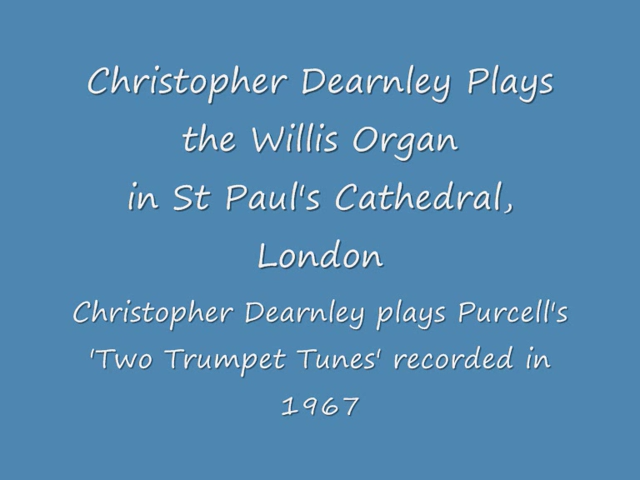 Christopher Dearnley Plays
the Willis Organ
in St Paul's Cathedral,
London
Christopher Dearnley plays Purcell's
'Two Trumpet Tunes' recorded in
1967